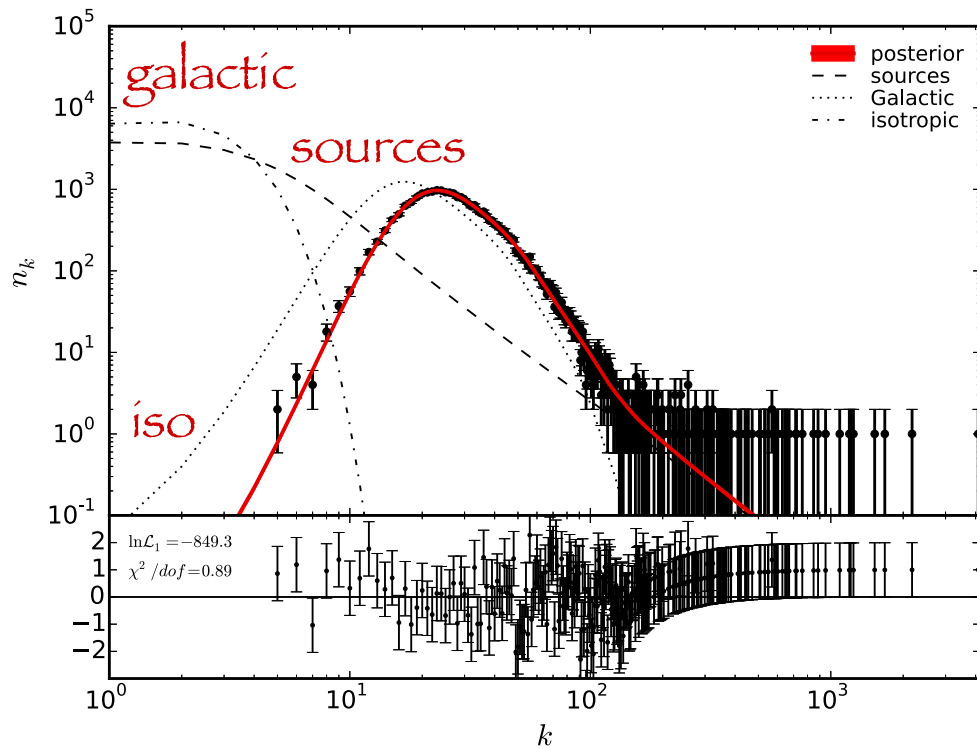 10^5
10^4
10^3
10^2
10^1
10^0
10^-1
n_k
galactic
sources
iso
posterior
sources
Galactic
isotropic
2
1
0
−1
−2
lnℒ_1=−849.3
χ^2 /dof=0.89
10^0
10^1
10^2
10^3
k